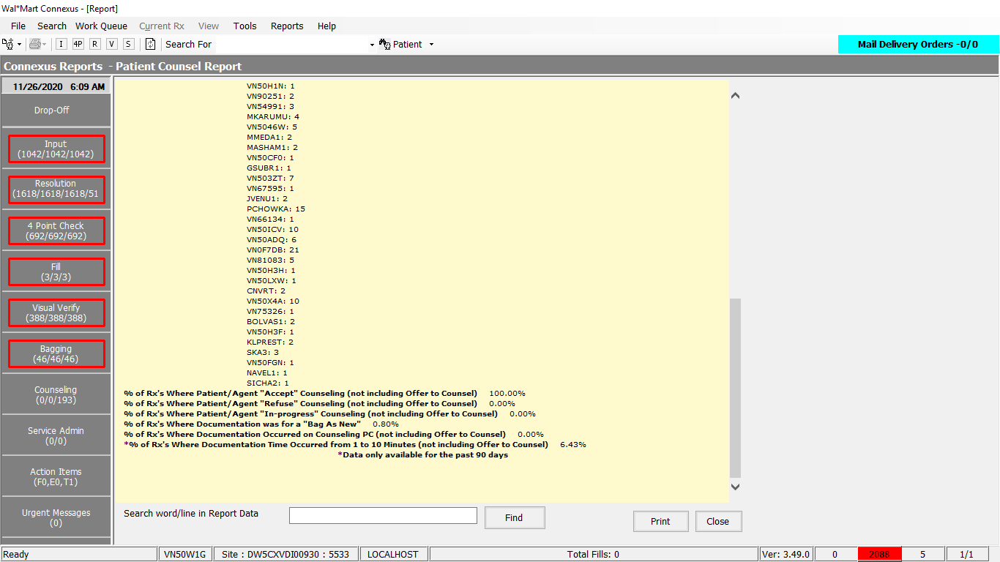 Wal*Mart Connexus - [Report]
File Search Work Queue Current Rx View Tools Reports Help
I 4P R V S Search For Patient Mail Delivery Orders -0/0
Connexus Reports - Patient Counsel Report
11/26/2020 6:09 AM
Drop-Off
Input
(1042/1042/1042)
Resolution
(1618/1618/1618/51
4 Point Check
(692/692/692)
Fill
(3/3/3)
Visual Verify
(388/388/388)
Bagging
(46/46/46)
Counseling
(0/0/193)
Service Admin
(0/0)
Action Items
(F0,E0,T1)
Urgent Messages
(0)
VN50H1N: 1
VN90251: 2
VN54991: 3
MKARUMU: 4
VN5046W: 5
MMEDA1: 2
MASHAM1: 2
VN50CF0: 1
GSUBR1: 1
VN503ZT: 7
VN67595: 1
JVENU1: 2
PCHOWKA: 15
VN66134: 1
VN50ICV: 10
VN50ADQ: 6
VN0F7DB: 21
VN81083: 5
VN50H3H: 1
VN50LXW: 1
CNVRT: 2
VN50X4A: 10
VN75326: 1
BOLVAS1: 2
VN50H3F: 1
KLPREST: 2
SKA3: 3
VN50FGN: 1
NAVEL1: 1
SICHA2: 1
% of Rx's Where Patient/Agent "Accept" Counseling (not including Offer to Counsel) 100.00%
% of Rx's Where Patient/Agent "Refuse" Counseling (not including Offer to Counsel) 0.00%
% of Rx's Where Patient/Agent "In-progress" Counseling (not including Offer to Counsel) 0.00%
% of Rx's Where Documentation was for a "Bag As New" 0.80%
% of Rx's Where Documentation Occurred on Counseling PC (not including Offer to Counsel) 0.00%
*% of Rx's Where Documentation Time Occurred from 1 to 10 Minutes (not including Offer to Counsel) 6.43%
*Data only available for the past 90 days
Search word/line in Report Data Find Print Close
Ready VN50W1G Site : DW5CXVDI00930 : 5533 LOCALHOST Total Fills: 0 Ver: 3.49.0 0 2088 5 1/1